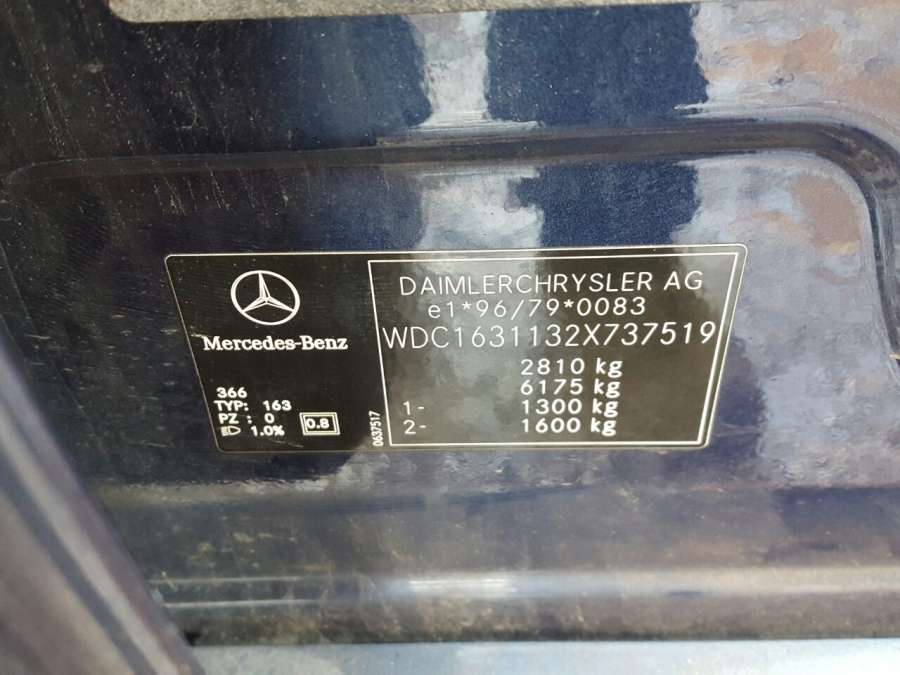 Mercedes-Benz
366
TYP: 163
PZ : 0
1.0%
0.8
0637517
DAIMLERCHRYSLER AG
e1*96/79*0083
WDC1631132X737519
2810 kg
6175 kg
1- 1300 kg
2- 1600 kg